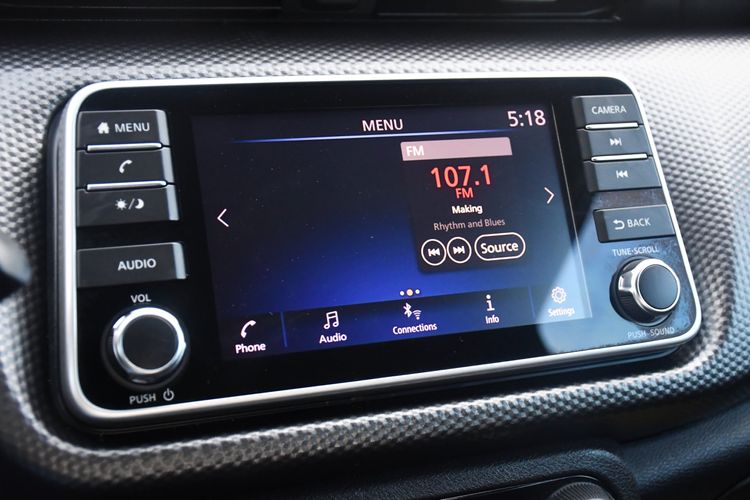 MENU
AUDIO
VOL
PUSH
MENU
5:18
FM
107.1
FM
Making
Rhythm and Blues
Source
Phone
Audio
Connections
Info
Settings
CAMERA
BACK
TUNE·SCROLL
PUSH·SOUND